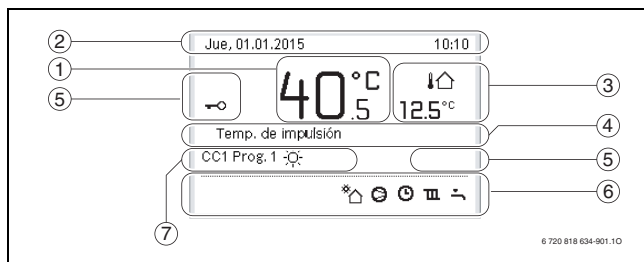 ② Jue, 01.01.2015 10:10
① 40.5 °C
③ 12.5°C
⑤
④ Temp. de impulsión
⑦ CC1 Prog. 1
⑤
⑥
6 720 818 634-901.1O